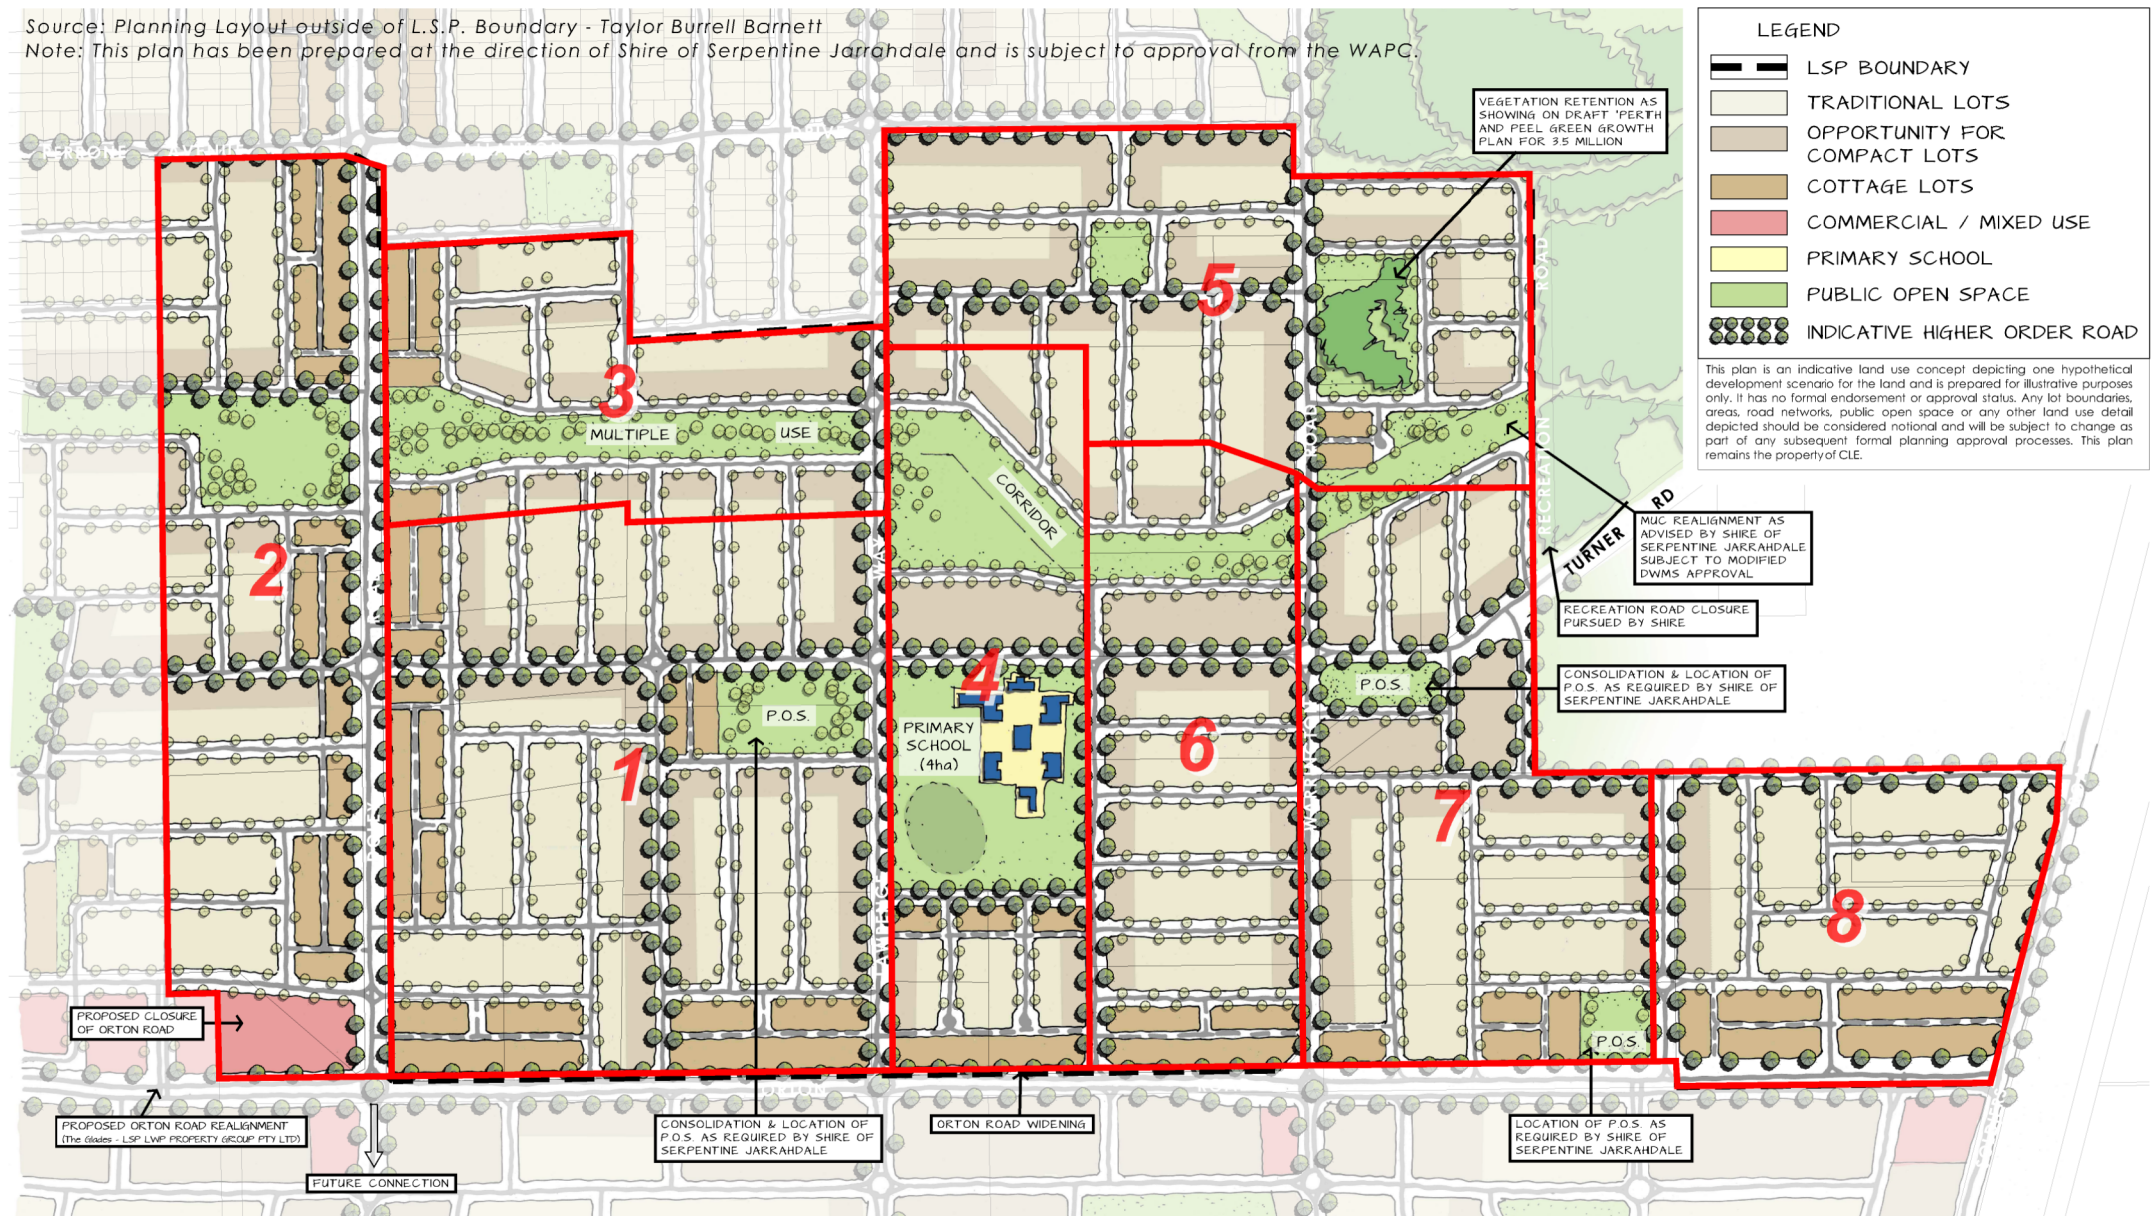 Source: Planning Layout outside of L.S.P. Boundary - Taylor Burrell Barnett
Note: This plan has been prepared at the direction of Shire of Serpentine Jarrahdale and is subject to approval from the WAPC.
LEGEND
LSP BOUNDARY
TRADITIONAL LOTS
OPPORTUNITY FOR
COMPACT LOTS
COTTAGE LOTS
COMMERCIAL / MIXED USE
PRIMARY SCHOOL
PUBLIC OPEN SPACE
INDICATIVE HIGHER ORDER ROAD
This plan is an indicative land use concept depicting one hypothetical
development scenario for the land and is prepared for illustrative purposes
only. It has no formal endorsement or approval status. Any lot boundaries,
areas, road networks, public open space or any other land use detail
depicted should be considered notional and will be subject to change as
part of any subsequent formal planning approval processes. This plan
remains the property of CLE.
VEGETATION RETENTION AS
SHOWING ON DRAFT 'PERTH
AND PEEL GREEN GROWTH
PLAN FOR 3.5 MILLION
AVENUE
DRIVE
ROAD
5
3
MULTIPLE
USE
ROAD
RECREATION
CORRIDOR
TURNER RD
MUC REALIGNMENT AS
ADVISED BY SHIRE OF
SERPENTINE JARRAHDALE
SUBJECT TO MODIFIED
DWMS APPROVAL
2
WAY
RECREATION ROAD CLOSURE
PURSUED BY SHIRE
4
P.O.S.
CONSOLIDATION & LOCATION OF
P.O.S. AS REQUIRED BY SHIRE OF
SERPENTINE JARRAHDALE
P.O.S.
PRIMARY
SCHOOL
(4ha)
1
6
7
WARINGTON
8
LAWRENCE
PROPOSED CLOSURE
OF ORTON ROAD
P.O.S.
ORTON
PROPOSED ORTON ROAD REALIGNMENT
(The Glades - LSP LWP PROPERTY GROUP PTY LTD)
CONSOLIDATION & LOCATION OF
P.O.S. AS REQUIRED BY SHIRE OF
SERPENTINE JARRAHDALE
ORTON ROAD WIDENING
LOCATION OF P.O.S. AS
REQUIRED BY SHIRE OF
SERPENTINE JARRAHDALE
FUTURE CONNECTION